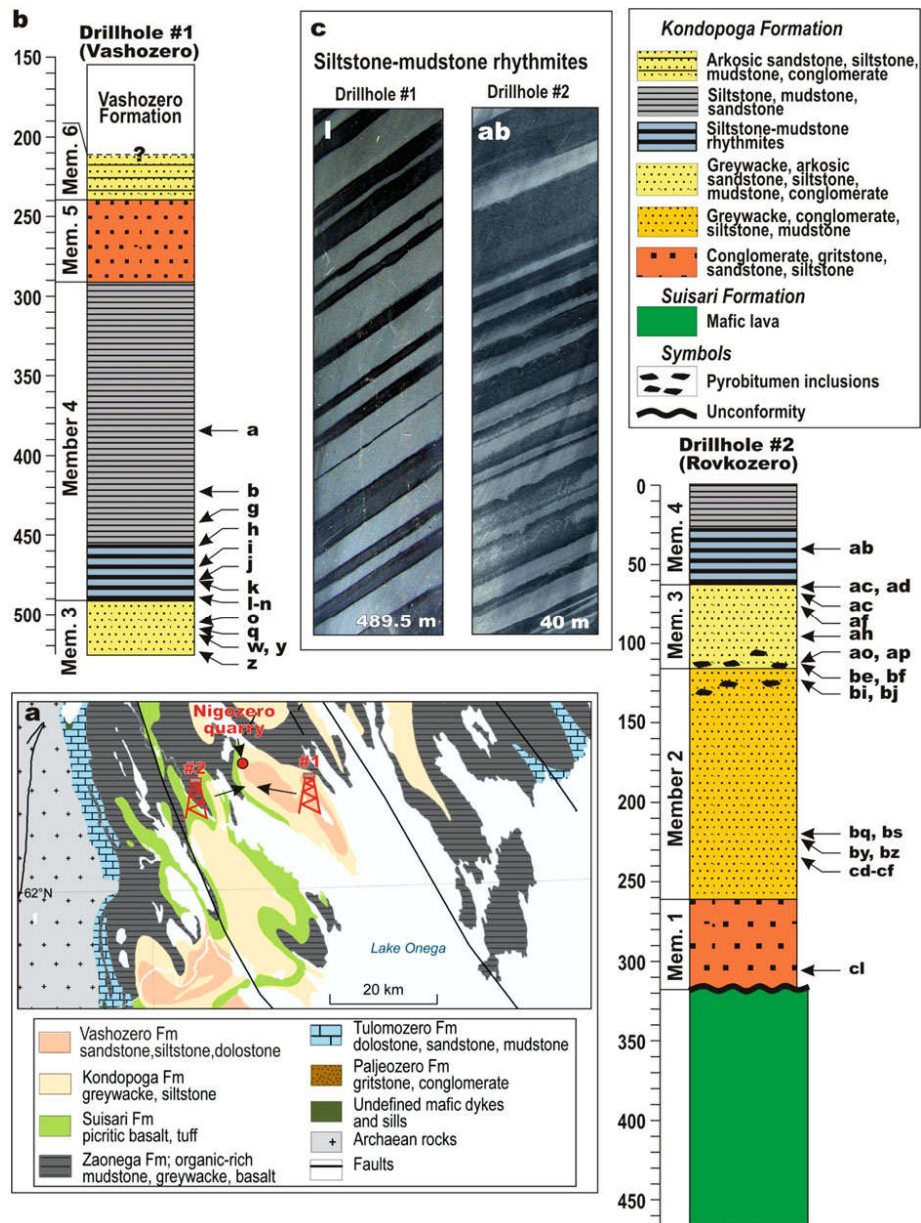 b
Drillhole #1
(Vashozero)
150
200
250
300
350
400
450
500
Vashozero
Formation
?
Mem. 6
Mem. 5
Member 4
Mem. 3
a
b
g
h
i
j
k
l-n
o
q
w, y
z
c
Siltstone-mudstone rhythmites
Drillhole #1
Drillhole #2
l
ab
489.5 m
40 m
Kondopoga Formation
Arkosic sandstone, siltstone,
mudstone, conglomerate
Siltstone, mudstone,
sandstone
Siltstone-mudstone
rhythmites
Greywacke, arkosic
sandstone, siltstone,
mudstone, conglomerate
Greywacke, conglomerate,
siltstone, mudstone
Conglomerate, gritstone,
sandstone, siltstone
Suisari Formation
Mafic lava
Symbols
Pyrobitumen inclusions
Unconformity
Drillhole #2
(Rovkozero)
0
50
100
150
200
250
300
350
400
450
Mem. 4
Mem. 3
Member 2
Mem. 1
ab
ac, ad
ac
af
ah
ao, ap
be, bf
bi, bj
bq, bs
by, bz
cd-cf
cl
a
Nigozero
quarry
#2
#1
62°N
Lake Onega
20 km
Vashozero Fm
sandstone,siltstone,dolostone
Kondopoga Fm
greywacke, siltstone
Suisari Fm
picritic basalt, tuff
Zaonega Fm; organic-rich
mudstone, greywacke, basalt
Tulomozero Fm
dolostone, sandstone, mudstone
Paljeozero Fm
gritstone, conglomerate
Undefined mafic dykes
and sills
Archaean rocks
Faults